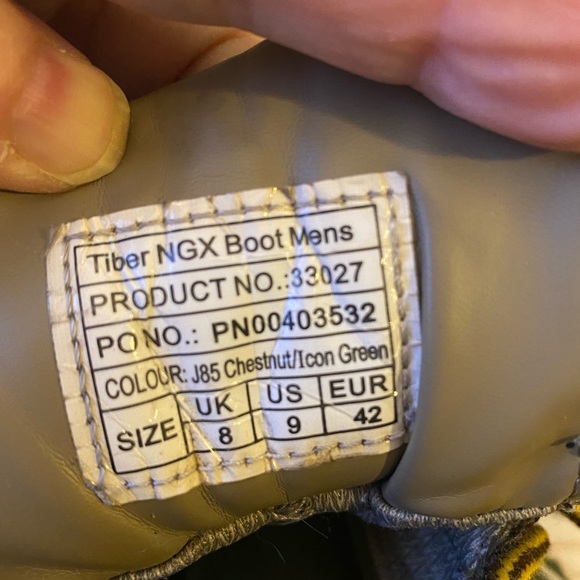 Tiber NGX Boot Mens
PRODUCT NO.:33027
PO NO.: PN00403532
COLOUR: J85 Chestnut/Icon Green
SIZE UK US EUR
8 9 42